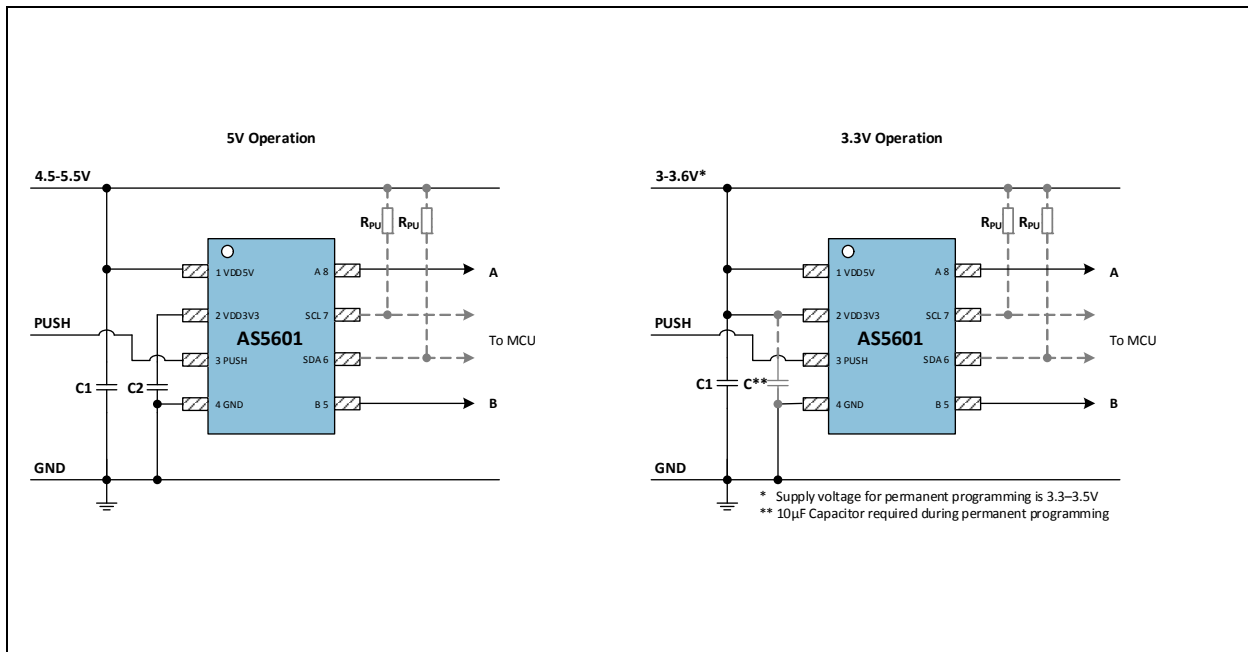 5V Operation
4.5-5.5V
RPU RPU
1 VDD5V
A 8
A
2 VDD3V3
SCL 7
PUSH
AS5601
To MCU
3 PUSH
SDA 6
C1
C2
4 GND
B 5
B
GND
3.3V Operation
3-3.6V*
RPU RPU
1 VDD5V
A 8
A
2 VDD3V3
SCL 7
PUSH
AS5601
To MCU
3 PUSH
SDA 6
C1
C**
4 GND
B 5
B
GND
* Supply voltage for permanent programming is 3.3–3.5V
** 10µF Capacitor required during permanent programming